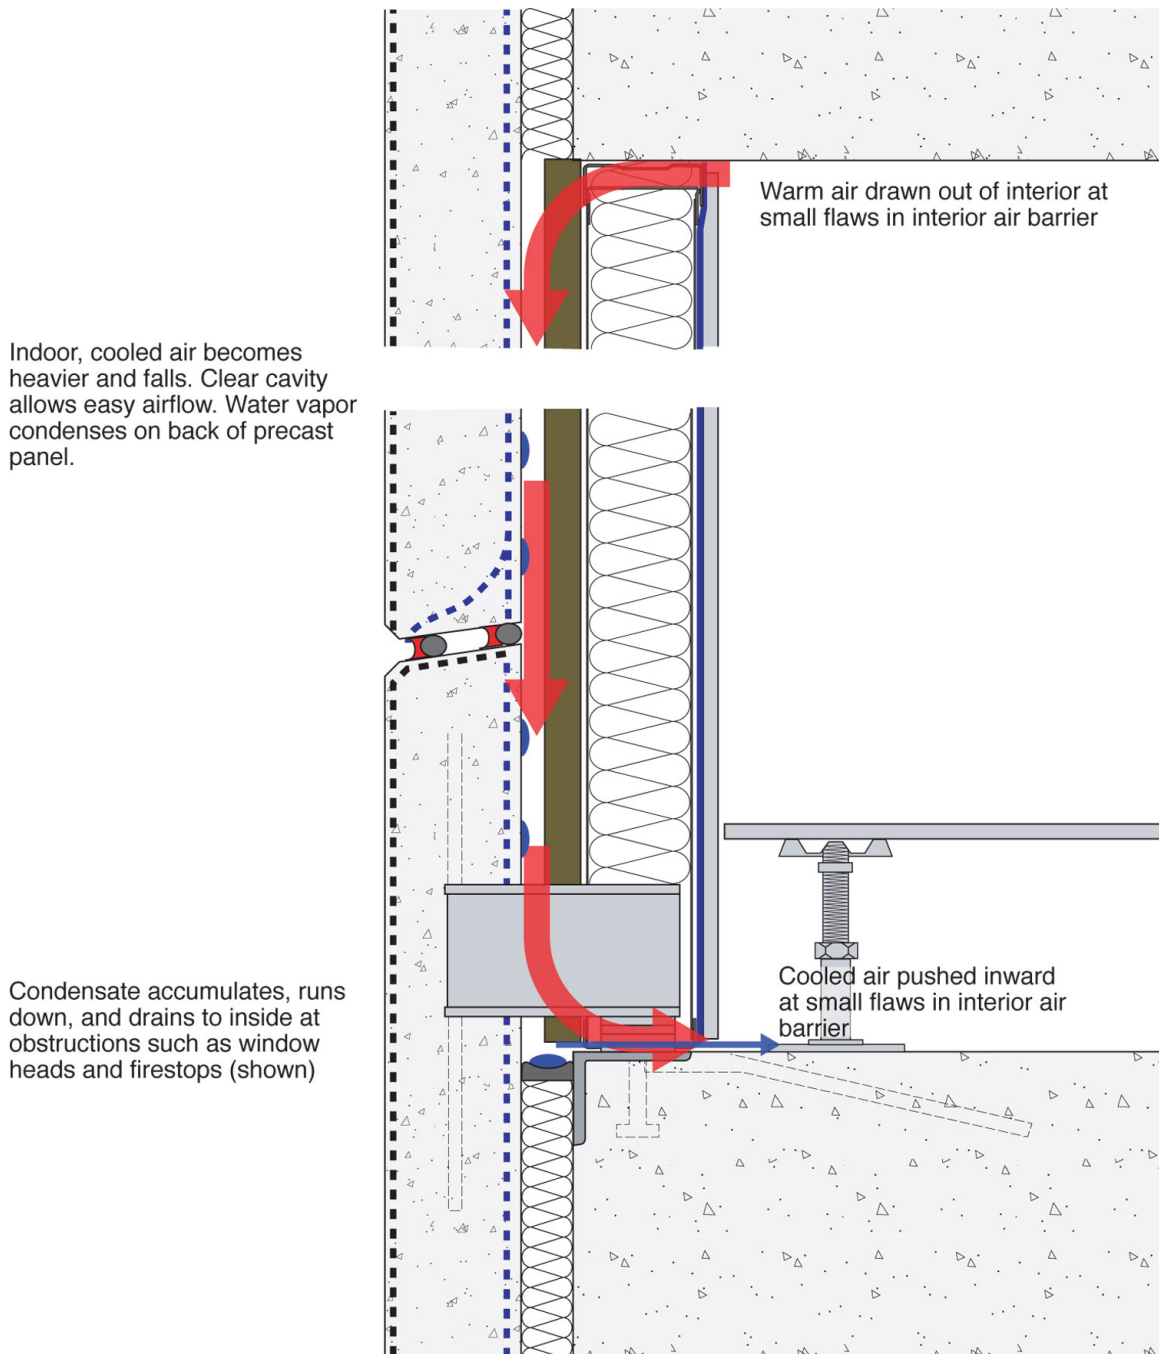 Warm air drawn out of interior at
small flaws in interior air barrier
Indoor, cooled air becomes
heavier and falls. Clear cavity
allows easy airflow. Water vapor
condenses on back of precast
panel.
Cooled air pushed inward
at small flaws in interior air
barrier
Condensate accumulates, runs
down, and drains to inside at
obstructions such as window
heads and firestops (shown)